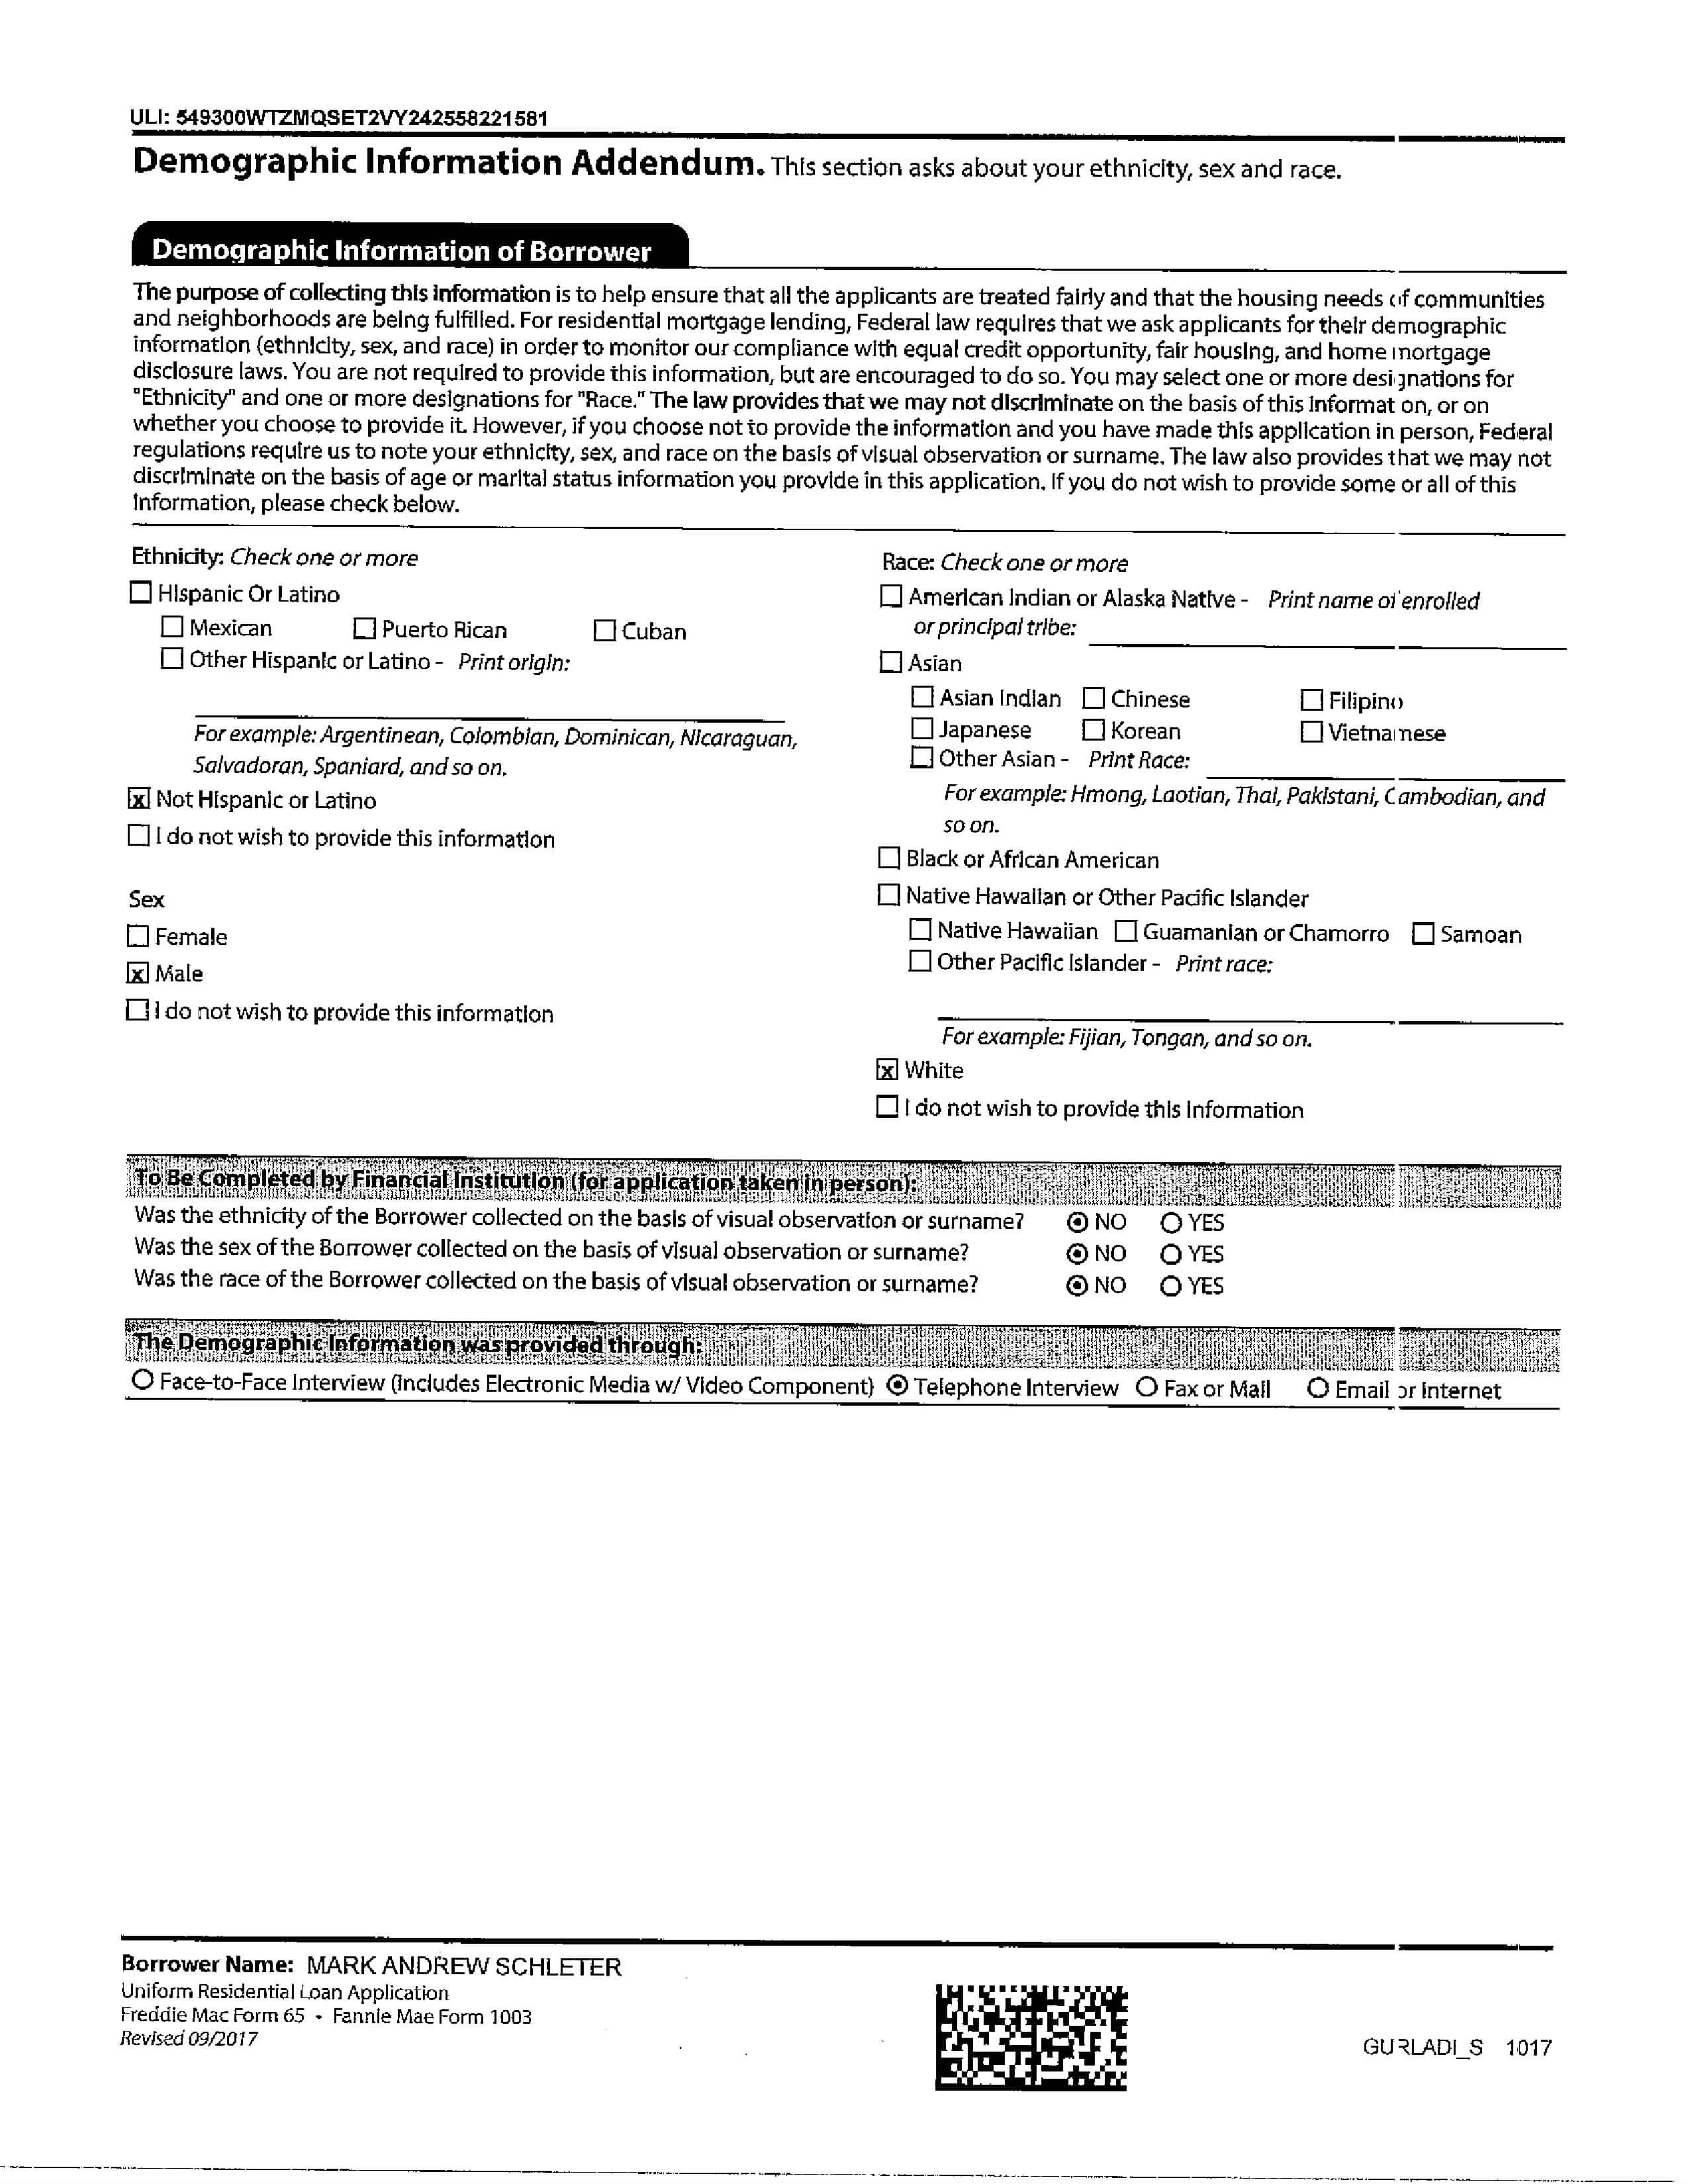 ULI: 549300WTZMQSET2VY242558221581
Demographic Information Addendum. This section asks about your ethnicity, sex and race.
Demographic Information of Borrower
The purpose of collecting this information is to help ensure that all the applicants are treated fairly and that the housing needs of communities
and neighborhoods are being fulfilled. For residential mortgage lending, Federal law requires that we ask applicants for their demographic
information (ethnicity, sex, and race) in order to monitor our compliance with equal credit opportunity, fair housing, and home mortgage
disclosure laws. You are not required to provide this information, but are encouraged to do so. You may select one or more designations for
"Ethnicity" and one or more designations for "Race." The law provides that we may not discriminate on the basis of this informat on, or on
whether you choose to provide it. However, if you choose not to provide the information and you have made this application in person, Federal
regulations require us to note your ethnicity, sex, and race on the basis of visual observation or surname. The law also provides that we may not
discriminate on the basis of age or marital status information you provide in this application. If you do not wish to provide some or all of this
information, please check below.
Ethnicity: Check one or more
☐ Hispanic Or Latino
☐ Mexican ☐ Puerto Rican ☐ Cuban
☐ Other Hispanic or Latino - Print origin:
For example: Argentinean, Colombian, Dominican, Nicaraguan,
Salvadoran, Spaniard, and so on.
☒ Not Hispanic or Latino
☐ I do not wish to provide this information
Sex
☐ Female
☒ Male
☐ I do not wish to provide this information
Race: Check one or more
☐ American Indian or Alaska Native - Print name of enrolled
or principal tribe:
☐ Asian
☐ Asian Indian ☐ Chinese ☐ Filipino
☐ Japanese ☐ Korean ☐ Vietnamese
☐ Other Asian - Print Race:
For example: Hmong, Laotian, Thai, Pakistani, Cambodian, and
so on.
☐ Black or African American
☐ Native Hawaiian or Other Pacific Islander
☐ Native Hawaiian ☐ Guamanian or Chamorro ☐ Samoan
☐ Other Pacific Islander - Print race:
For example: Fijian, Tongan, and so on.
☒ White
☐ I do not wish to provide this information
To Be Completed by Financial Institution (for application taken in person):
Was the ethnicity of the Borrower collected on the basis of visual observation or surname? ◉ NO ○ YES
Was the sex of the Borrower collected on the basis of visual observation or surname? ◉ NO ○ YES
Was the race of the Borrower collected on the basis of visual observation or surname? ◉ NO ○ YES
The Demographic Information was provided through:
○ Face-to-Face Interview (Includes Electronic Media w/ Video Component) ◉ Telephone Interview ○ Fax or Mail ○ Email or Internet
Borrower Name: MARK ANDREW SCHLETER
Uniform Residential Loan Application
Freddie Mac Form 65 • Fannie Mae Form 1003
Revised 09/2017
GURLADI_S 1017